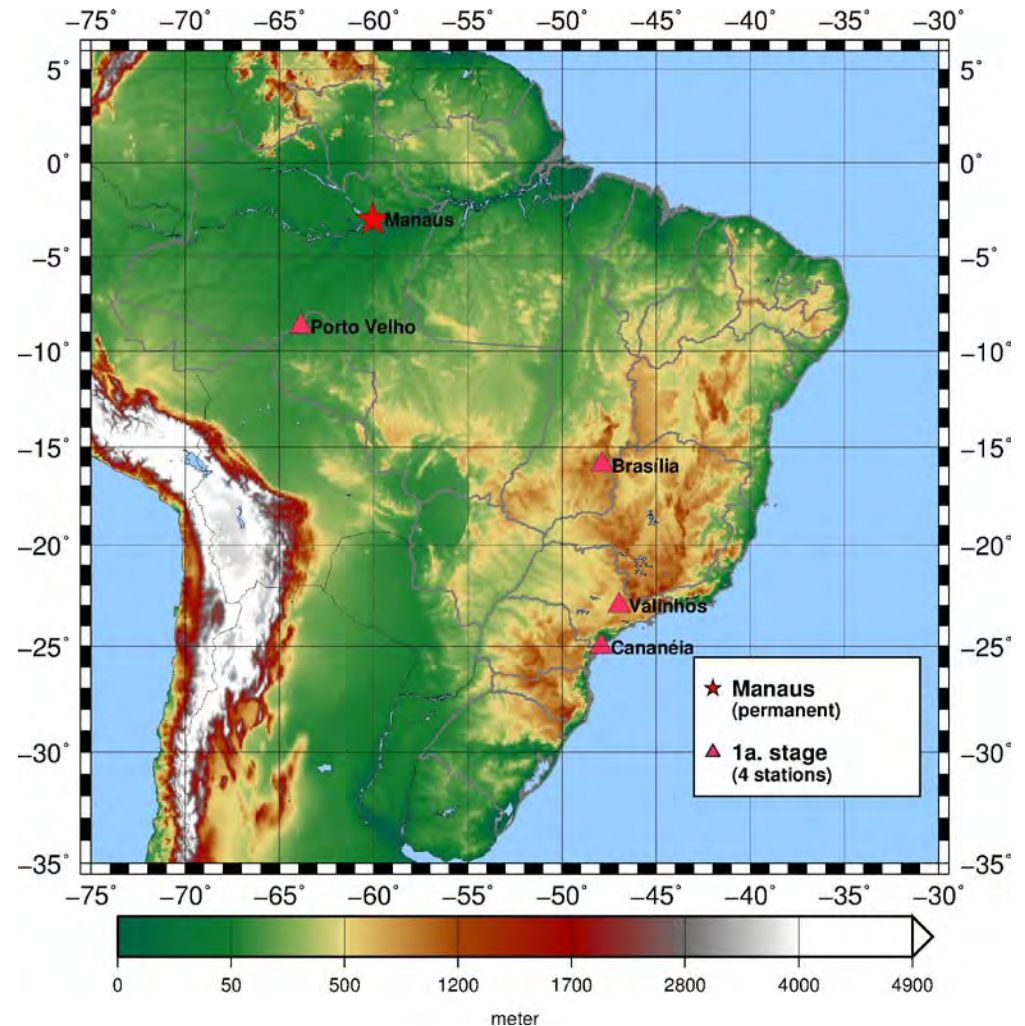 −75° −70° −65° −60° −55° −50° −45° −40° −35° −30°
5° 5°
0° 0°
Manaus
−5° −5°
Porto Velho
−10° −10°
−15° −15°
Brasília
−20° −20°
Valinhos
−25° Cananéia −25°
Manaus
(permanent)
−30° −30°
1a. stage
(4 stations)
−35° −35°
−75° −70° −65° −60° −55° −50° −45° −40° −35° −30°
0 50 500 1200 1700 2800 4000 4900
meter